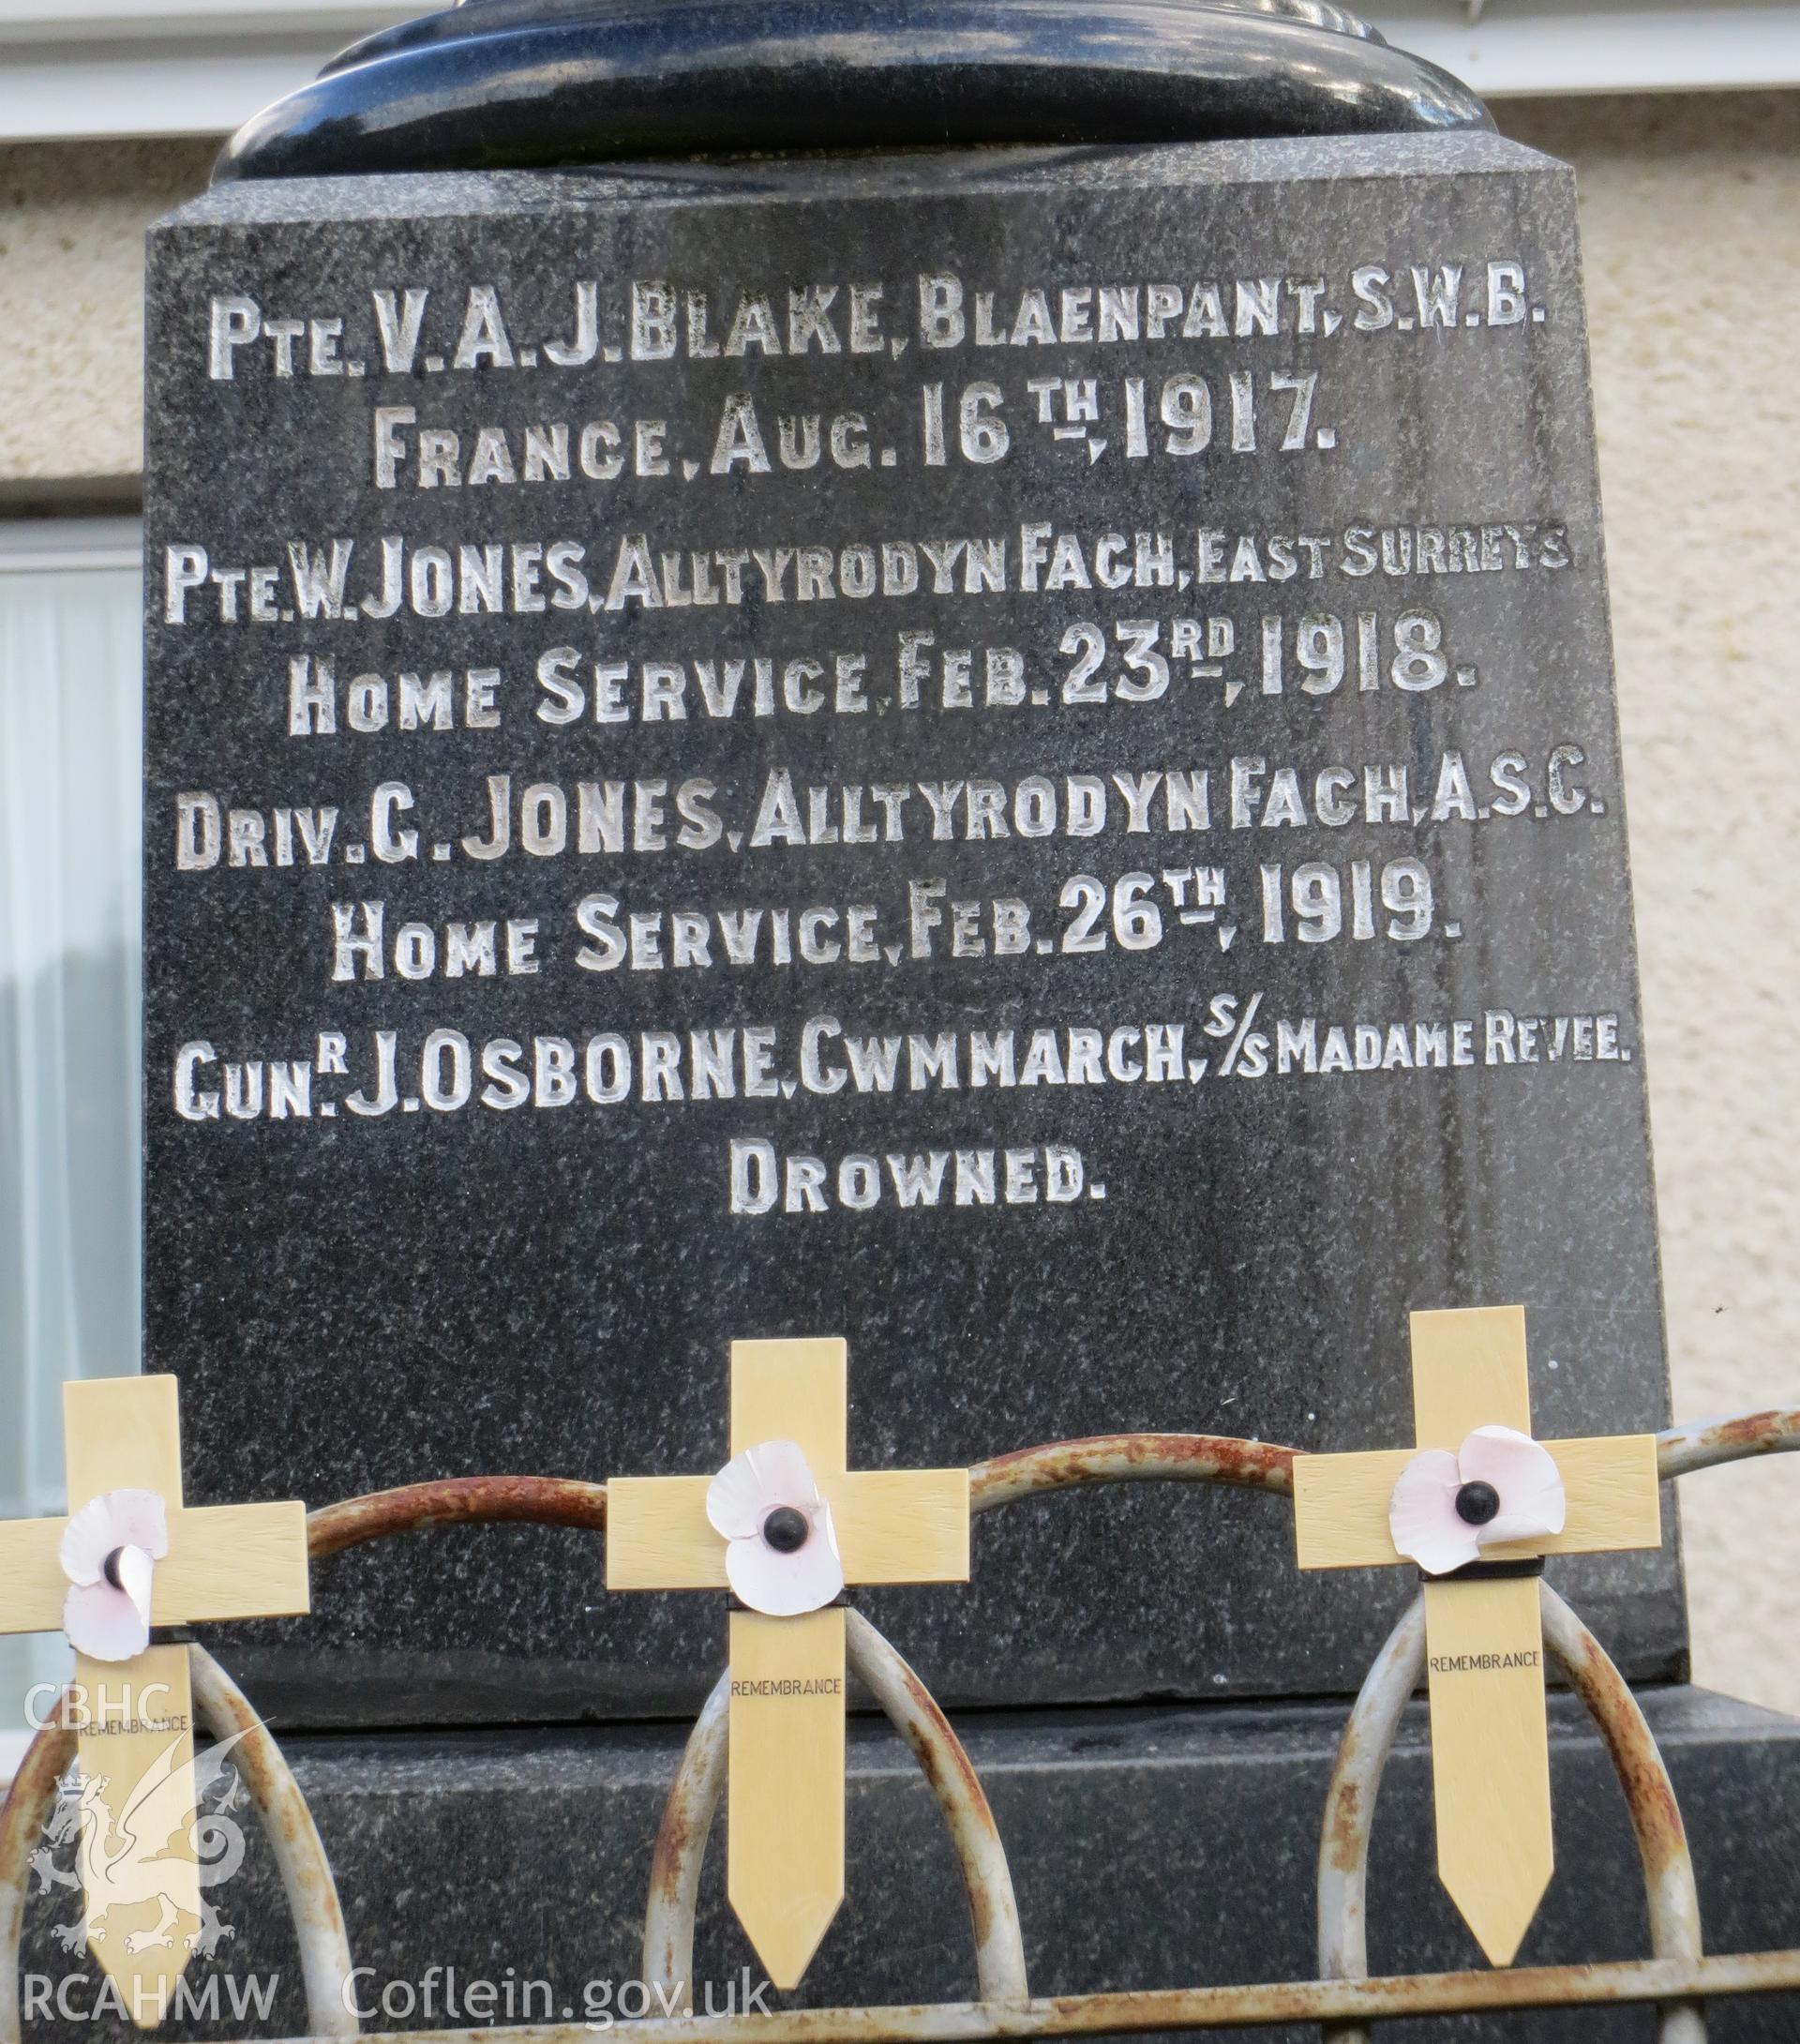 PTE. V. A. J. BLAKE, BLAENPANT, S.W.B.
FRANCE, AUG. 16TH, 1917.
PTE. W. JONES, ALLTYRODYN FACH, EAST SURREYS
HOME SERVICE, FEB. 23RD, 1918.
DRIV. G. JONES, ALLTYRODYN FACH, A.S.C.
HOME SERVICE, FEB. 26TH, 1919.
GUNR. J. OSBORNE, CWMMARCH, S/S MADAME REVEE.
DROWNED.
REMEMBRANCE
REMEMBRANCE
REMEMBRANCE
CBHC
RCAHMW
Coflein.gov.uk